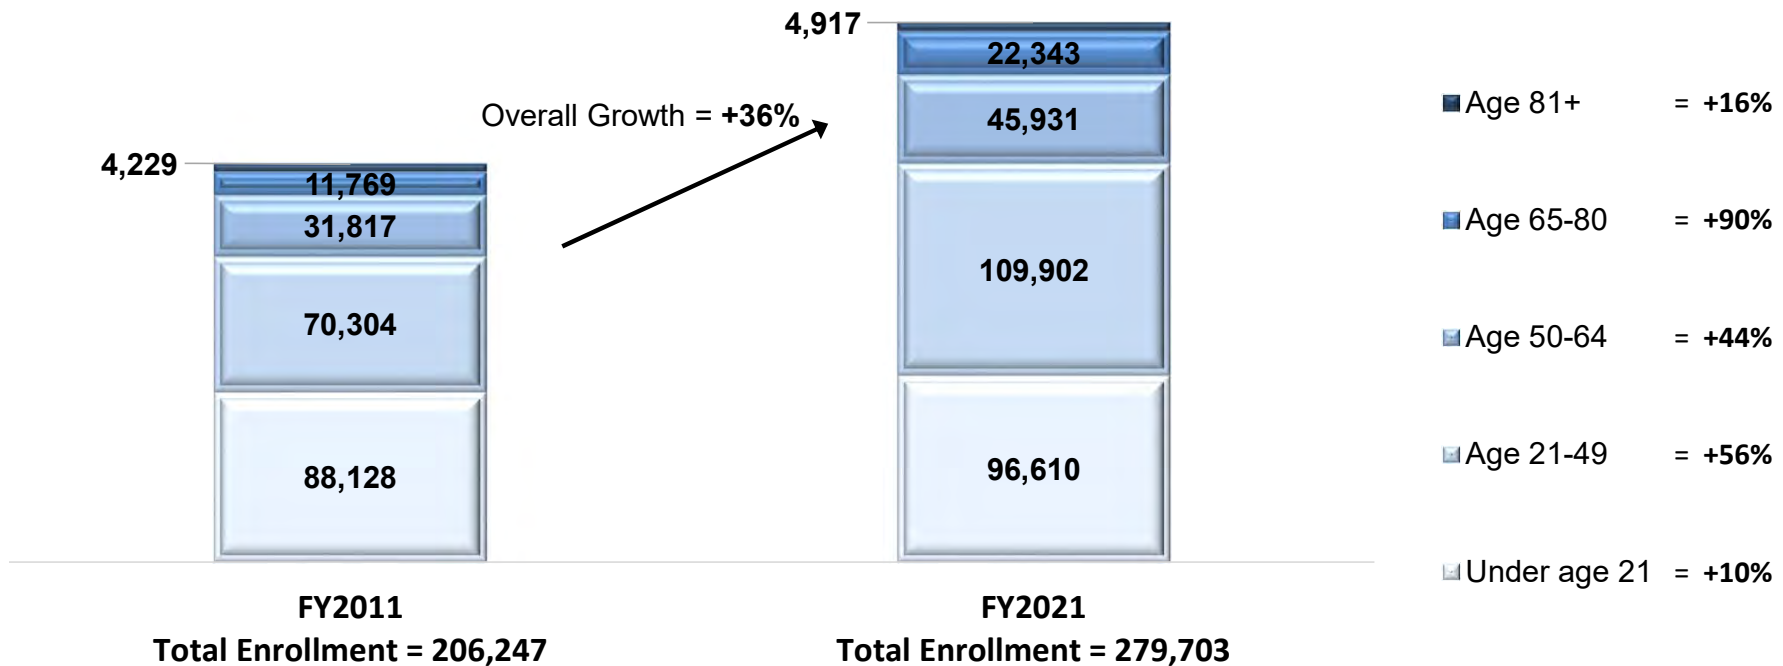 4,917
22,343
45,931
Overall Growth = +36%
109,902
96,610
4,229
11,769
31,817
70,304
88,128
Age 81+ = +16%
Age 65-80 = +90%
Age 50-64 = +44%
Age 21-49 = +56%
Under age 21 = +10%
FY2011
Total Enrollment = 206,247
FY2021
Total Enrollment = 279,703